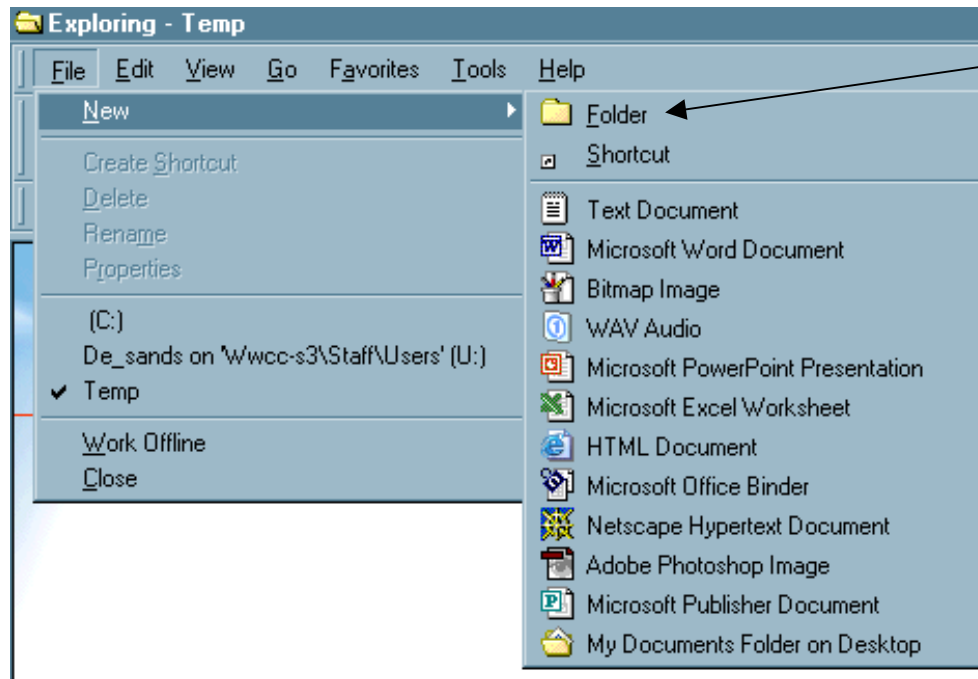 Exploring - Temp
File Edit View Go Favorites Tools Help
New
Create Shortcut
Delete
Rename
Properties
(C:)
De_sands on 'Wwcc-s3\Staff\Users' (U:)
Temp
Work Offline
Close
Folder
Shortcut
Text Document
Microsoft Word Document
Bitmap Image
WAV Audio
Microsoft PowerPoint Presentation
Microsoft Excel Worksheet
HTML Document
Microsoft Office Binder
Netscape Hypertext Document
Adobe Photoshop Image
Microsoft Publisher Document
My Documents Folder on Desktop